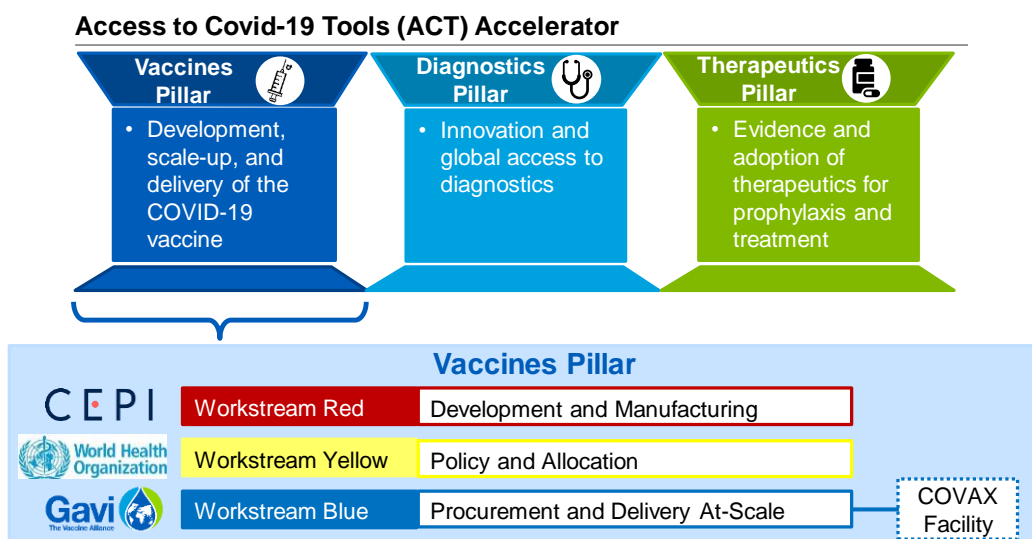 Access to Covid-19 Tools (ACT) Accelerator
Vaccines
Pillar
• Development,
scale-up, and
delivery of the
COVID-19
vaccine
Diagnostics
Pillar
• Innovation and
global access to
diagnostics
Therapeutics
Pillar
• Evidence and
adoption of
therapeutics for
prophylaxis and
treatment
Vaccines Pillar
CEPI
Workstream Red
Development and Manufacturing
World Health
Organization
Workstream Yellow
Policy and Allocation
Gavi
The Vaccine Alliance
Workstream Blue
Procurement and Delivery At-Scale
COVAX
Facility